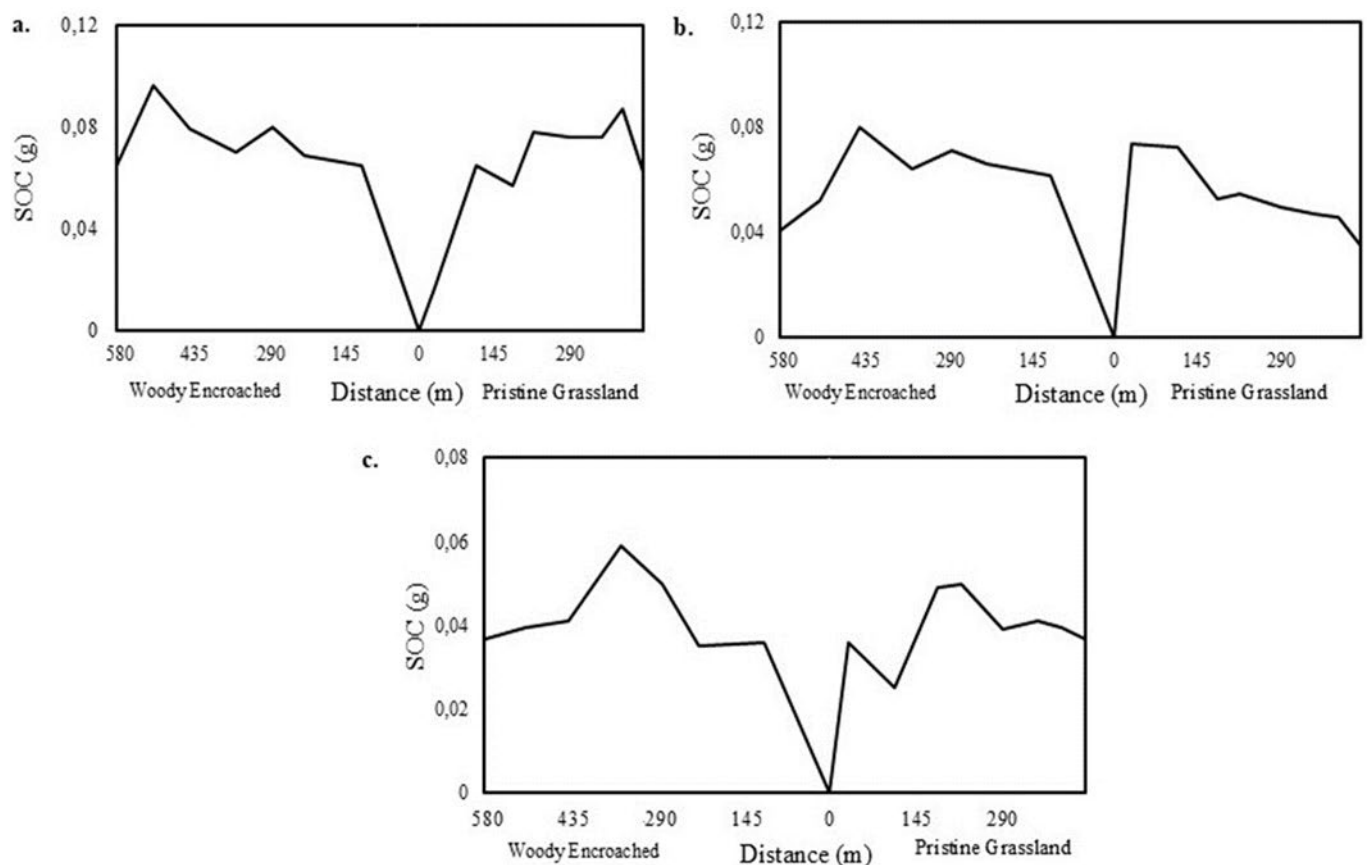 a.
0,12
0,08
0,04
0
SOC (g)
580 435 290 145 0 145 290
Woody Encroached Distance (m) Pristine Grassland
b.
0,12
0,08
0,04
0
SOC (g)
580 435 290 145 0 145 290
Woody Encroached Distance (m) Pristine Grassland
c.
0,08
0,06
0,04
0,02
0
SOC (g)
580 435 290 145 0 145 290
Woody Encroached Distance (m) Pristine Grassland